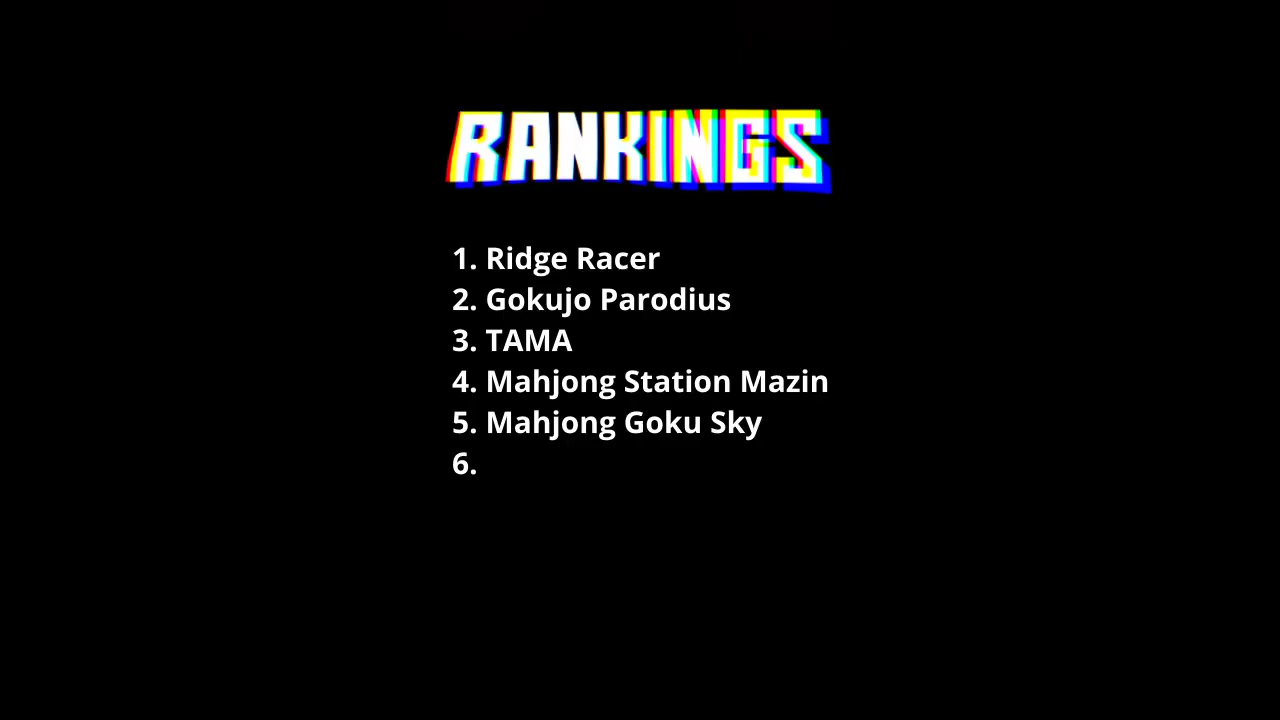 RANKINGS
1. Ridge Racer
2. Gokujo Parodius
3. TAMA
4. Mahjong Station Mazin
5. Mahjong Goku Sky
6.